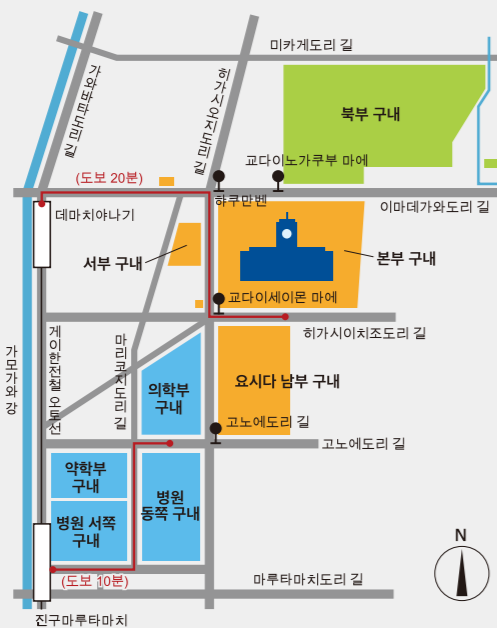 미카게도리 길
가와바타도리 길
히가시오지도리 길
북부 구내
교다이노가쿠부 마에
(도보 20분)
햐쿠만벤
이마데가와도리 길
데마치야나기
서부 구내
본부 구내
교다이세이몬 마에
히가시이치조도리 길
가모가와 강
게이한전철 오토선
마리코지도리 길
의학부
구내
요시다 남부 구내
고노에도리 길
고노에도리 길
약학부
구내
병원
동쪽 구내
병원 서쪽
구내
(도보 10분)
마루타마치도리 길
진구마루타마치
N